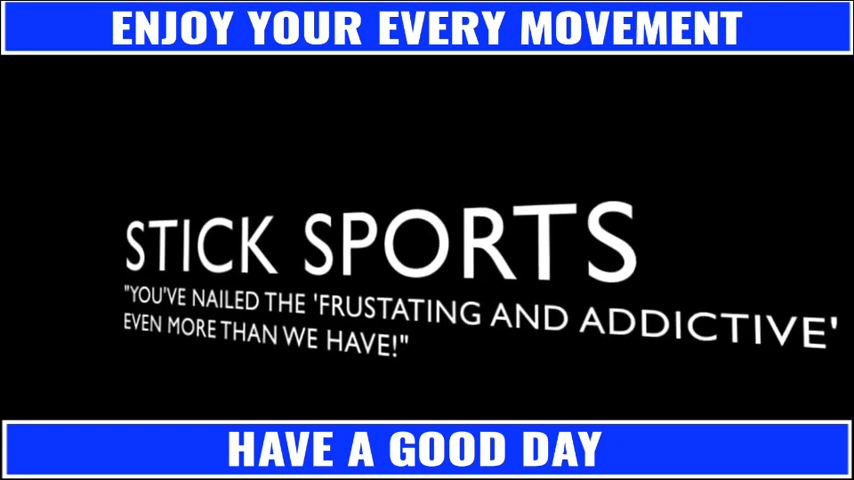 ENJOY YOUR EVERY MOVEMENT
STICK SPORTS
"YOU'VE NAILED THE 'FRUSTATING AND ADDICTIVE'
EVEN MORE THAN WE HAVE!"
HAVE A GOOD DAY